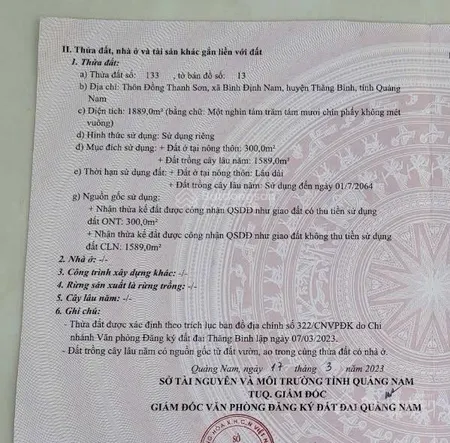 II. Thửa đất, nhà ở và tài sản khác gắn liền với đất
1. Thửa đất:
a) Thửa đất số: 133 , tờ bản đồ số: 13
b) Địa chỉ: Thôn Đồng Thanh Sơn, xã Bình Định Nam, huyện Thăng Bình, tỉnh Quảng
Nam
c) Diện tích: 1889,0m² (bằng chữ: Một nghìn tám trăm tám mươi chín phẩy không mét
vuông)
d) Hình thức sử dụng: Sử dụng riêng
đ) Mục đích sử dụng: + Đất ở tại nông thôn: 300,0m²
+ Đất trồng cây lâu năm: 1589,0m²
e) Thời hạn sử dụng đất: + Đất ở tại nông thôn: Lâu dài
+ Đất trồng cây lâu năm: Sử dụng đến ngày 01/7/2064
g) Nguồn gốc sử dụng:
+ Nhận thừa kế đất được công nhận QSDĐ như giao đất có thu tiền sử dụng
đất ONT: 300,0m²
+ Nhận thừa kế đất được công nhận QSDĐ như giao đất không thu tiền sử dụng
đất CLN: 1589,0m²
2. Nhà ở: -/-
3. Công trình xây dựng khác: -/-
4. Rừng sản xuất là rừng trồng: -/-
5. Cây lâu năm: -/-
6. Ghi chú:
- Thửa đất được xác định theo trích lục bản đồ địa chính số 322/CNVPĐK do Chi
nhánh Văn phòng Đăng ký đất đai Thăng Bình lập ngày 07/03/2023.
- Đất trồng cây lâu năm có nguồn gốc từ đất vườn, ao trong cùng thửa đất có nhà ở.
Quảng Nam, ngày 17 tháng 3 năm 2023
SỞ TÀI NGUYÊN VÀ MÔI TRƯỜNG TỈNH QUẢNG NAM
TUQ. GIÁM ĐỐC
GIÁM ĐỐC VĂN PHÒNG ĐĂNG KÝ ĐẤT ĐAI QUẢNG NAM
SỞ